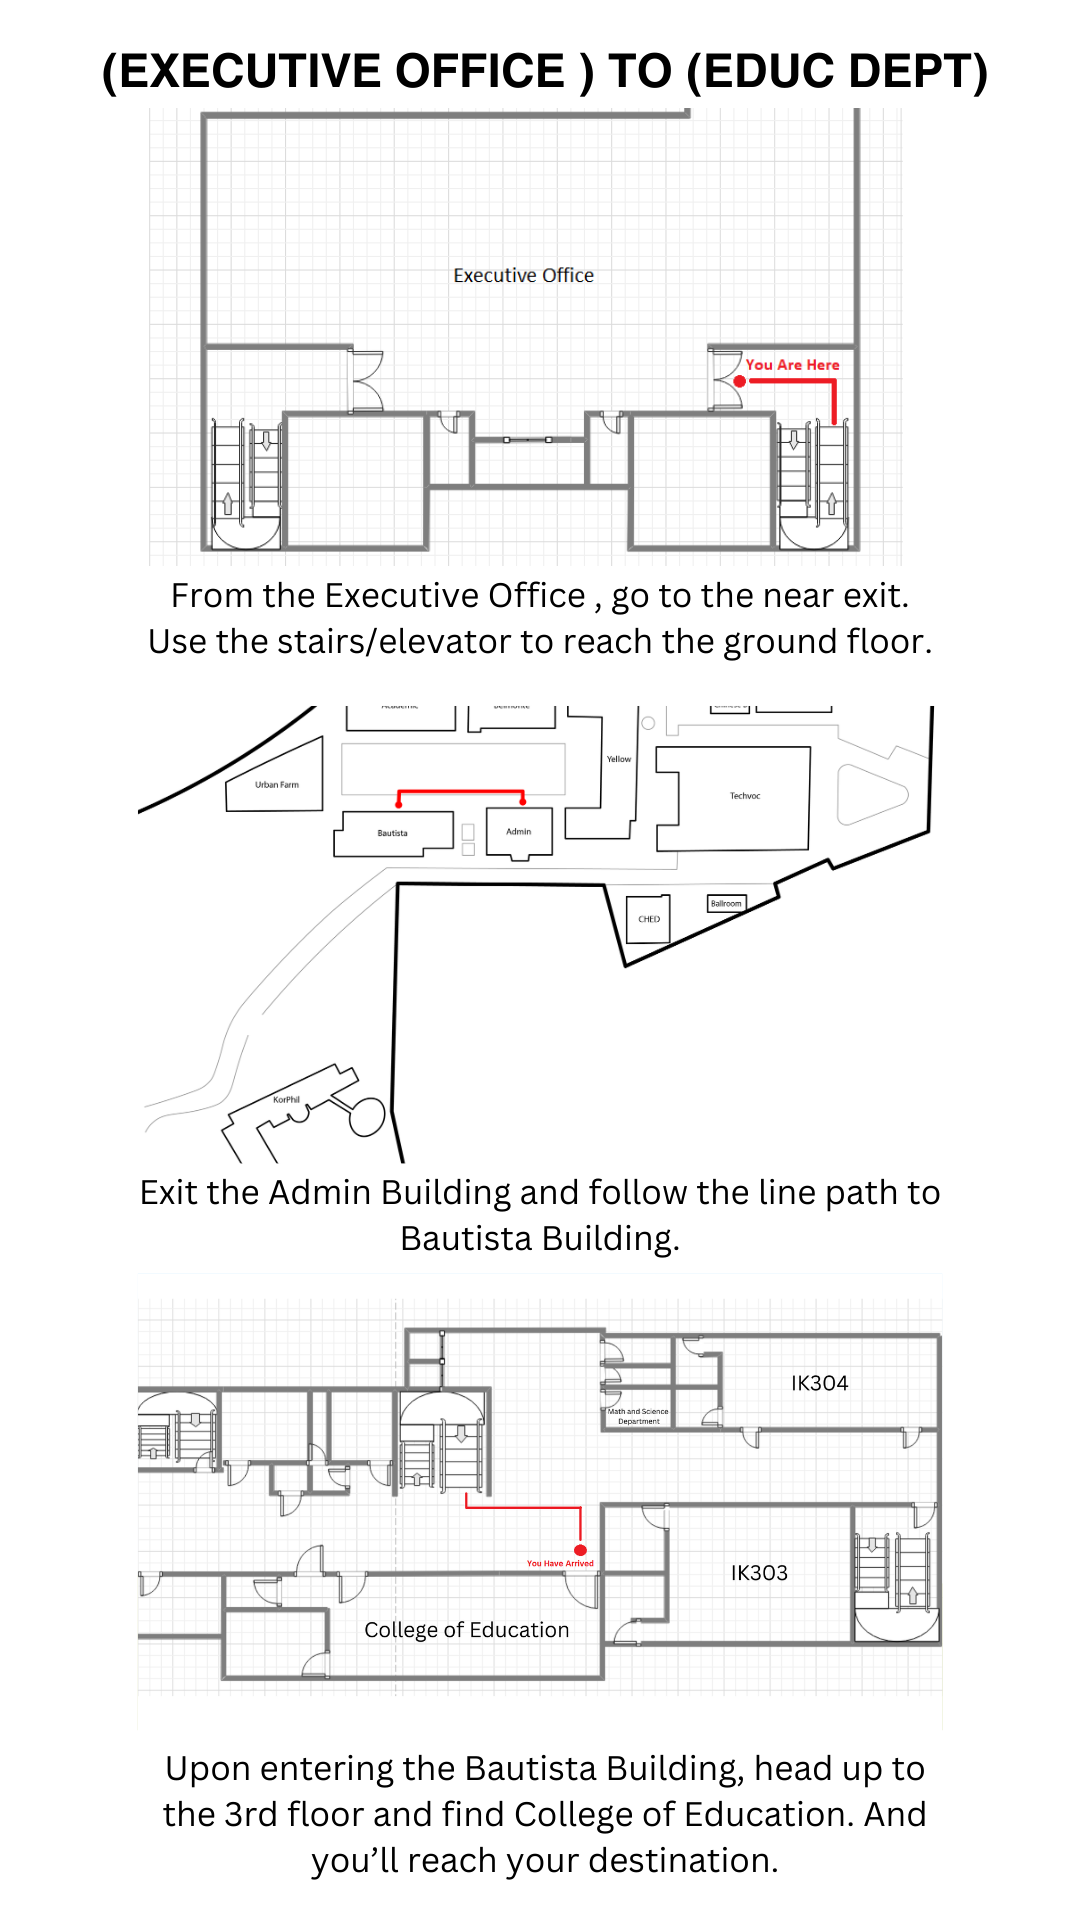 (EXECUTIVE OFFICE ) TO (EDUC DEPT)
Executive Office
You Are Here
From the Executive Office , go to the near exit.
Use the stairs/elevator to reach the ground floor.
Academic
Belmonte
Yellow
Urban Farm
Techvoc
Bautista
Admin
CHED
Ballroom
KorPhil
Exit the Admin Building and follow the line path to
Bautista Building.
IK304
Math and Science
Department
You Have Arrived
IK303
College of Education
Upon entering the Bautista Building, head up to
the 3rd floor and find College of Education. And
you’ll reach your destination.